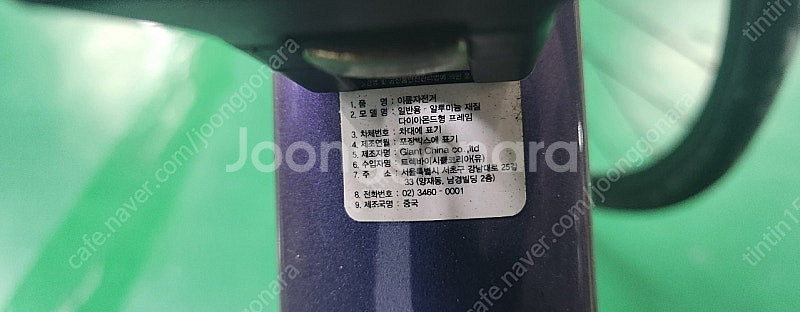 1. 품 명 : 이륜자전거
2. 모 델 명 : 일반용 - 알루미늄 재질
다이아몬드형 프레임
3. 차체번호 : 차대에 표기
4. 제조연월 : 포장박스에 표기
5. 제조자명 : Giant China co.,ltd
6. 수입자명 : 트렉바이시클코리아(유)
7. 주 소 : 서울특별시 서초구 강남대로 25길
33 (양재동, 남경빌딩 2층)
8. 전화번호 : 02) 3460 - 0001
9. 제조국명 : 중국
Joonggonara
cafe.naver.com/joonggonara
cafe.naver.com/joonggonara
tintin15
tintin15